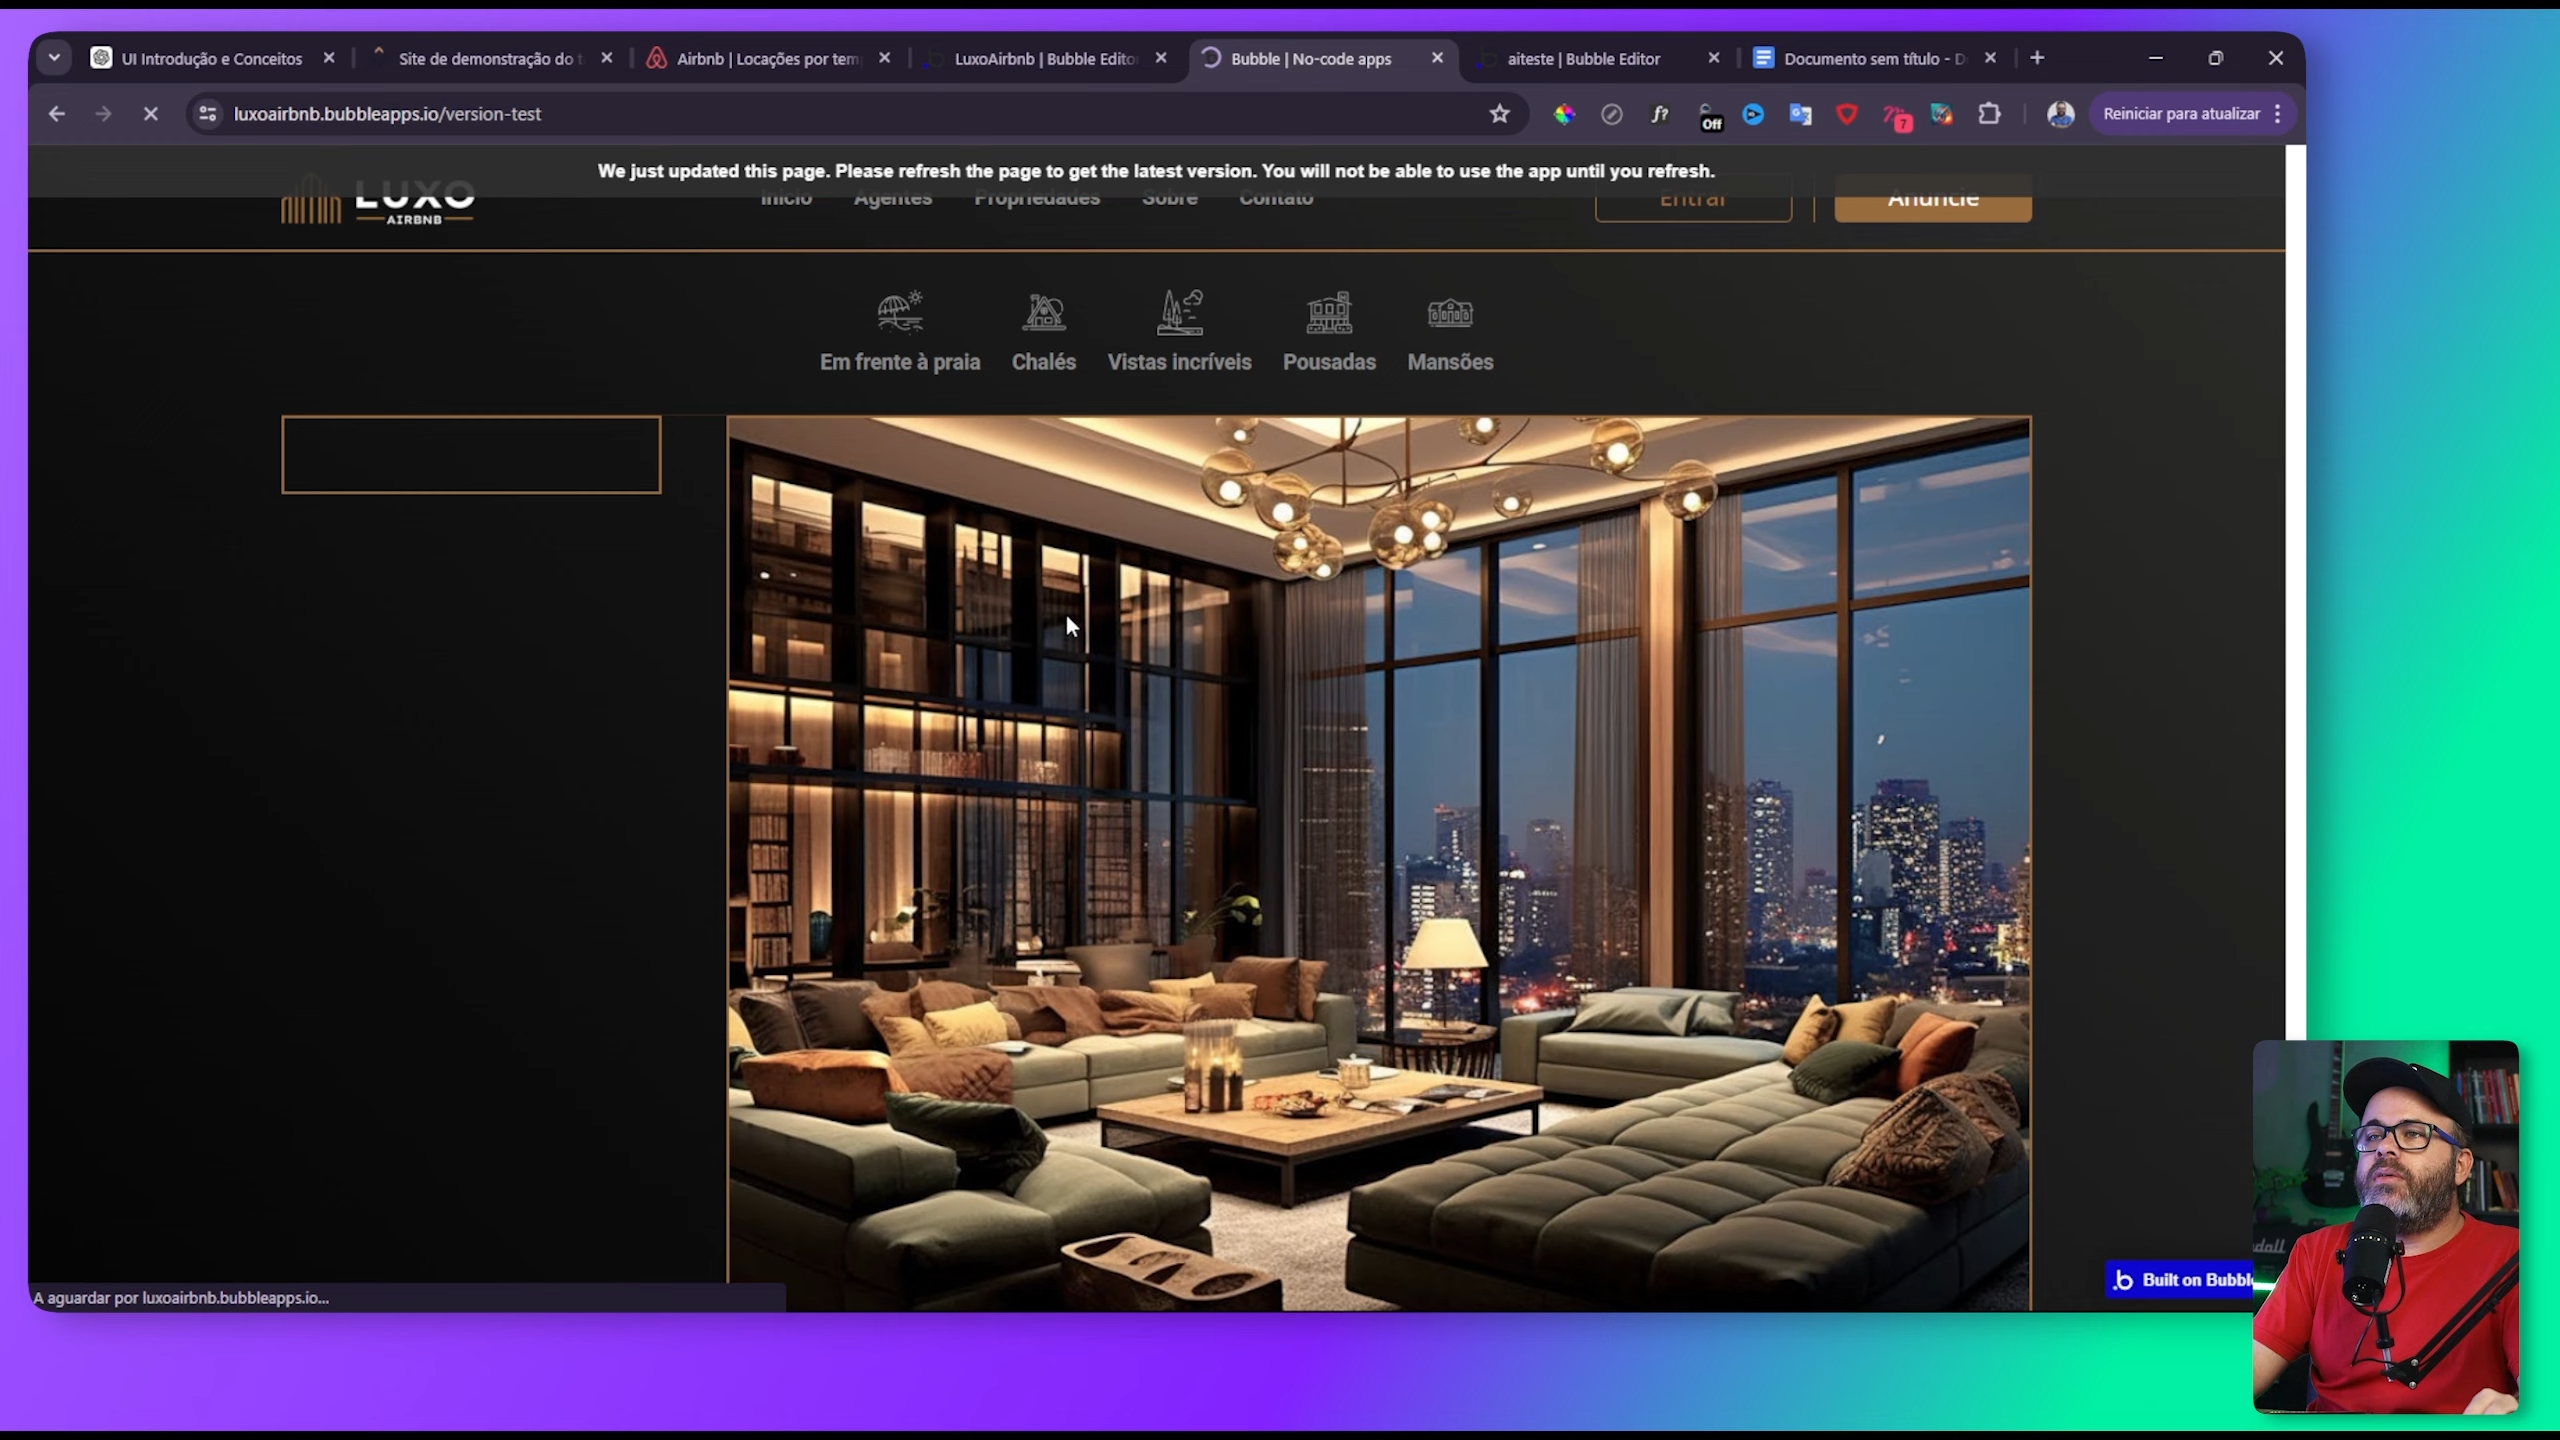 UI Introdução e Conceitos
Site de demonstração do t
Airbnb | Locações por tem
LuxoAirbnb | Bubble Edito
Bubble | No-code apps
aiteste | Bubble Editor
Documento sem título - D
luxoairbnb.bubbleapps.io/version-test
f?
Off
7
Reiniciar para atualizar
We just updated this page. Please refresh the page to get the latest version. You will not be able to use the app until you refresh.
LUXO
AIRBNB
Início
Agentes
Propriedades
Sobre
Contato
Entrar
Anuncie
Em frente à praia
Chalés
Vistas incríveis
Pousadas
Mansões
A aguardar por luxoairbnb.bubbleapps.io...
Built on Bubble